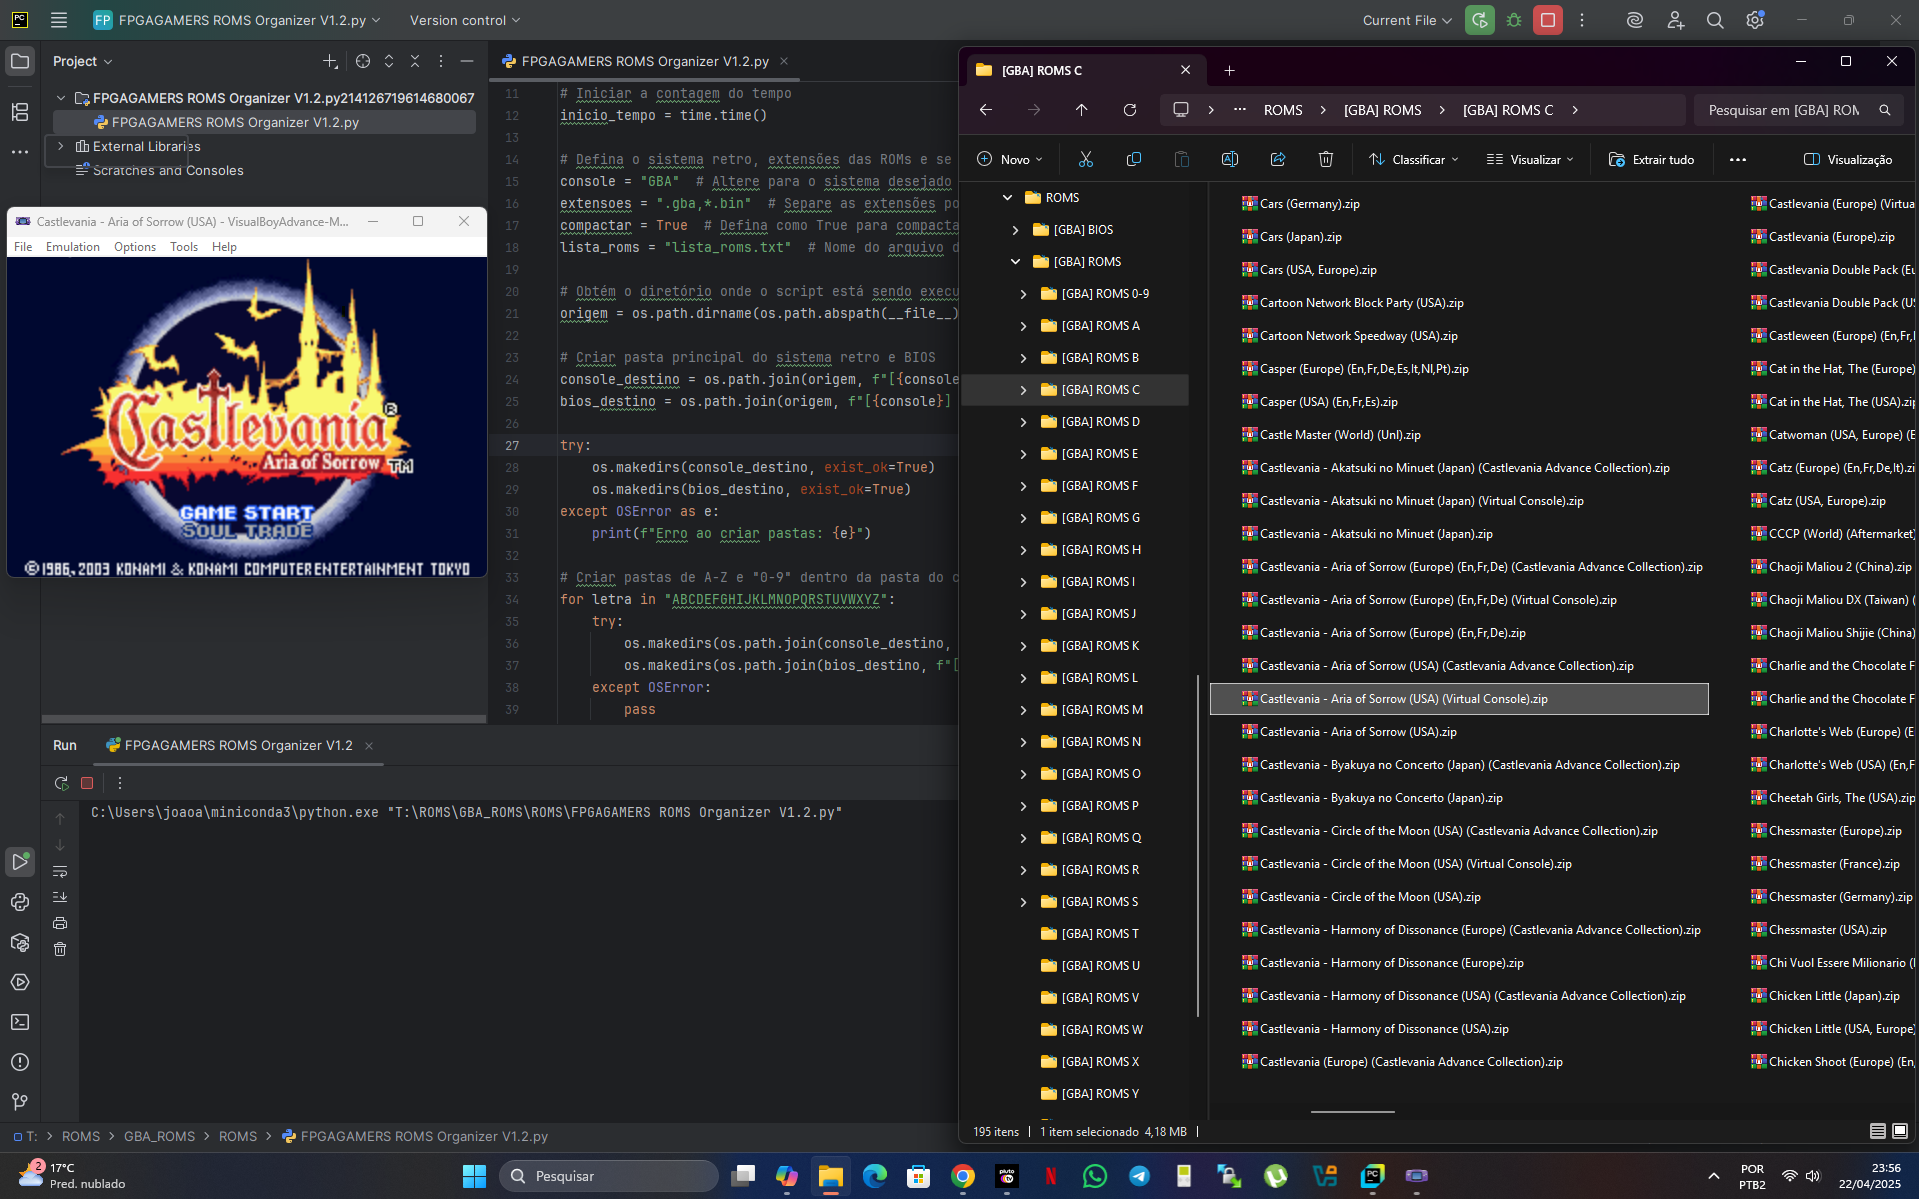 FP FPGAGAMERS ROMS Organizer V1.2.py
Version control
Current File
Project
FPGAGAMERS ROMS Organizer V1.2.py214126719614680067
FPGAGAMERS ROMS Organizer V1.2.py
External Libraries
Scratches and Consoles
Castlevania - Aria of Sorrow (USA) - VisualBoyAdvance-M...
File Emulation Options Tools Help
Castlevania®
Aria of Sorrow™
GAME START
SOUL TRADE
©1986, 2003 KONAMI & KONAMI COMPUTER ENTERTAINMENT TOKYO
FPGAGAMERS ROMS Organizer V1.2.py
11 # Iniciar a contagem do tempo
12 inicio_tempo = time.time()
13
14 # Defina o sistema retro, extensões das ROMs e se
15 console = "GBA" # Altere para o sistema desejado
16 extensoes = ".gba,*.bin" # Separe as extensões po
17 compactar = True # Defina como True para compacta
18 lista_roms = "lista_roms.txt" # Nome do arquivo d
19
20 # Obtém o diretório onde o script está sendo execu
21 origem = os.path.dirname(os.path.abspath(__file__)
22
23 # Criar pasta principal do sistema retro e BIOS
24 console_destino = os.path.join(origem, f"[{console
25 bios_destino = os.path.join(origem, f"[{console}]
26
27 try:
28 os.makedirs(console_destino, exist_ok=True)
29 os.makedirs(bios_destino, exist_ok=True)
30 except OSError as e:
31 print(f"Erro ao criar pastas: {e}")
32
33 # Criar pastas de A-Z e "0-9" dentro da pasta do c
34 for letra in "ABCDEFGHIJKLMNOPQRSTUVWXYZ":
35 try:
36 os.makedirs(os.path.join(console_destino,
37 os.makedirs(os.path.join(bios_destino, f"[
38 except OSError:
39 pass
Run FPGAGAMERS ROMS Organizer V1.2
C:\Users\joaoa\miniconda3\python.exe "T:\ROMS\GBA_ROMS\ROMS\FPGAGAMERS ROMS Organizer V1.2.py"
T: > ROMS > GBA_ROMS > ROMS > FPGAGAMERS ROMS Organizer V1.2.py
[GBA] ROMS C
ROMS > [GBA] ROMS > [GBA] ROMS C >
Pesquisar em [GBA] ROM
Novo
Classificar
Visualizar
Extrair tudo
Visualização
ROMS
[GBA] BIOS
[GBA] ROMS
[GBA] ROMS 0-9
[GBA] ROMS A
[GBA] ROMS B
[GBA] ROMS C
[GBA] ROMS D
[GBA] ROMS E
[GBA] ROMS F
[GBA] ROMS G
[GBA] ROMS H
[GBA] ROMS I
[GBA] ROMS J
[GBA] ROMS K
[GBA] ROMS L
[GBA] ROMS M
[GBA] ROMS N
[GBA] ROMS O
[GBA] ROMS P
[GBA] ROMS Q
[GBA] ROMS R
[GBA] ROMS S
[GBA] ROMS T
[GBA] ROMS U
[GBA] ROMS V
[GBA] ROMS W
[GBA] ROMS X
[GBA] ROMS Y
Cars (Germany).zip
Cars (Japan).zip
Cars (USA, Europe).zip
Cartoon Network Block Party (USA).zip
Cartoon Network Speedway (USA).zip
Casper (Europe) (En,Fr,De,Es,It,Nl,Pt).zip
Casper (USA) (En,Fr,Es).zip
Castle Master (World) (Unl).zip
Castlevania - Akatsuki no Minuet (Japan) (Castlevania Advance Collection).zip
Castlevania - Akatsuki no Minuet (Japan) (Virtual Console).zip
Castlevania - Akatsuki no Minuet (Japan).zip
Castlevania - Aria of Sorrow (Europe) (En,Fr,De) (Castlevania Advance Collection).zip
Castlevania - Aria of Sorrow (Europe) (En,Fr,De) (Virtual Console).zip
Castlevania - Aria of Sorrow (Europe) (En,Fr,De).zip
Castlevania - Aria of Sorrow (USA) (Castlevania Advance Collection).zip
Castlevania - Aria of Sorrow (USA) (Virtual Console).zip
Castlevania - Aria of Sorrow (USA).zip
Castlevania - Byakuya no Concerto (Japan) (Castlevania Advance Collection).zip
Castlevania - Byakuya no Concerto (Japan).zip
Castlevania - Circle of the Moon (USA) (Castlevania Advance Collection).zip
Castlevania - Circle of the Moon (USA) (Virtual Console).zip
Castlevania - Circle of the Moon (USA).zip
Castlevania - Harmony of Dissonance (Europe) (Castlevania Advance Collection).zip
Castlevania - Harmony of Dissonance (Europe).zip
Castlevania - Harmony of Dissonance (USA) (Castlevania Advance Collection).zip
Castlevania - Harmony of Dissonance (USA).zip
Castlevania (Europe) (Castlevania Advance Collection).zip
Castlevania (Europe) (Virtua
Castlevania (Europe).zip
Castlevania Double Pack (Eu
Castlevania Double Pack (US
Castleween (Europe) (En,Fr,
Cat in the Hat, The (Europe)
Cat in the Hat, The (USA).zi
Catwoman (USA, Europe) (E
Catz (Europe) (En,Fr,De,It).zi
Catz (USA, Europe).zip
CCCP (World) (Aftermarket)
Chaoji Maliou 2 (China).zip
Chaoji Maliou DX (Taiwan) (
Chaoji Maliou Shijie (China)
Charlie and the Chocolate F
Charlie and the Chocolate F
Charlotte's Web (Europe) (E
Charlotte's Web (USA) (En,F
Cheetah Girls, The (USA).zip
Chessmaster (Europe).zip
Chessmaster (France).zip
Chessmaster (Germany).zip
Chessmaster (USA).zip
Chi Vuol Essere Milionario (
Chicken Little (Japan).zip
Chicken Little (USA, Europe)
Chicken Shoot (Europe) (En,
195 itens | 1 item selecionado 4,18 MB |
2 17°C
Pred. nublado
Pesquisar
POR
PTB2
23:56
22/04/2025